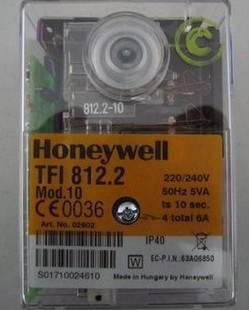 812.2-10
Honeywell
TFI 812.2
Mod.10
CE0036
Art. No. 02602
220/240V
50Hz 5VA
ts 10 sec.
4 total 6A
IP40
W
EC-P.I.N.:63A06850
S01710024610
Made in Hungary by Honeywell